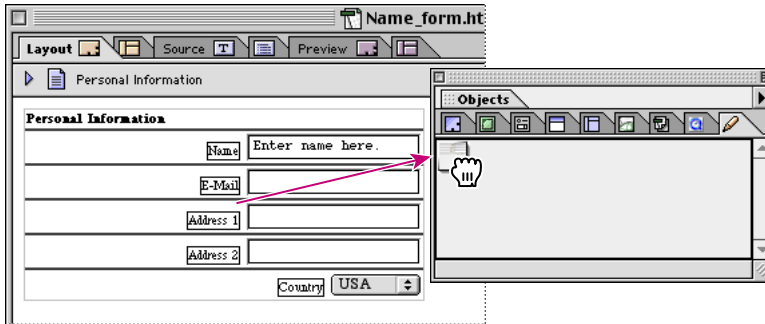 Name_form.ht
Layout Source T Preview
Personal Information
Personal Information
Name Enter name here.
E-Mail
Address 1
Address 2
Country USA
Objects